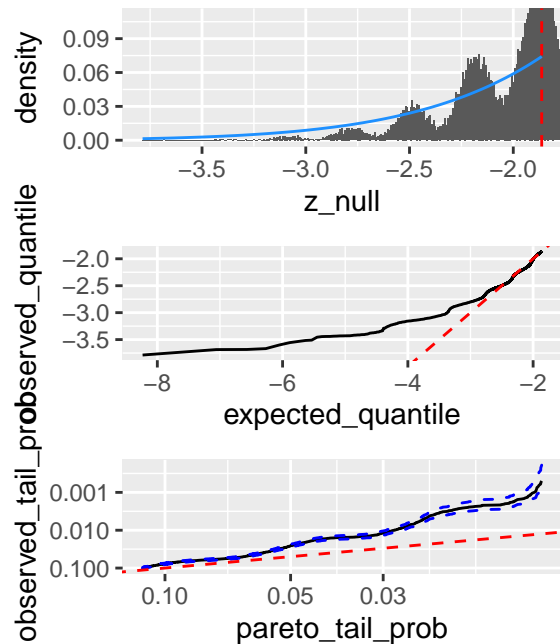 0.09
0.06
0.03
0.00
density
−3.5 −3.0 −2.5 −2.0
z_null
−2.0
−2.5
−3.0
−3.5
observed_quantile
−8 −6 −4 −2
expected_quantile
0.001
0.010
0.100
observed_tail_prob
0.10 0.05 0.03
pareto_tail_prob